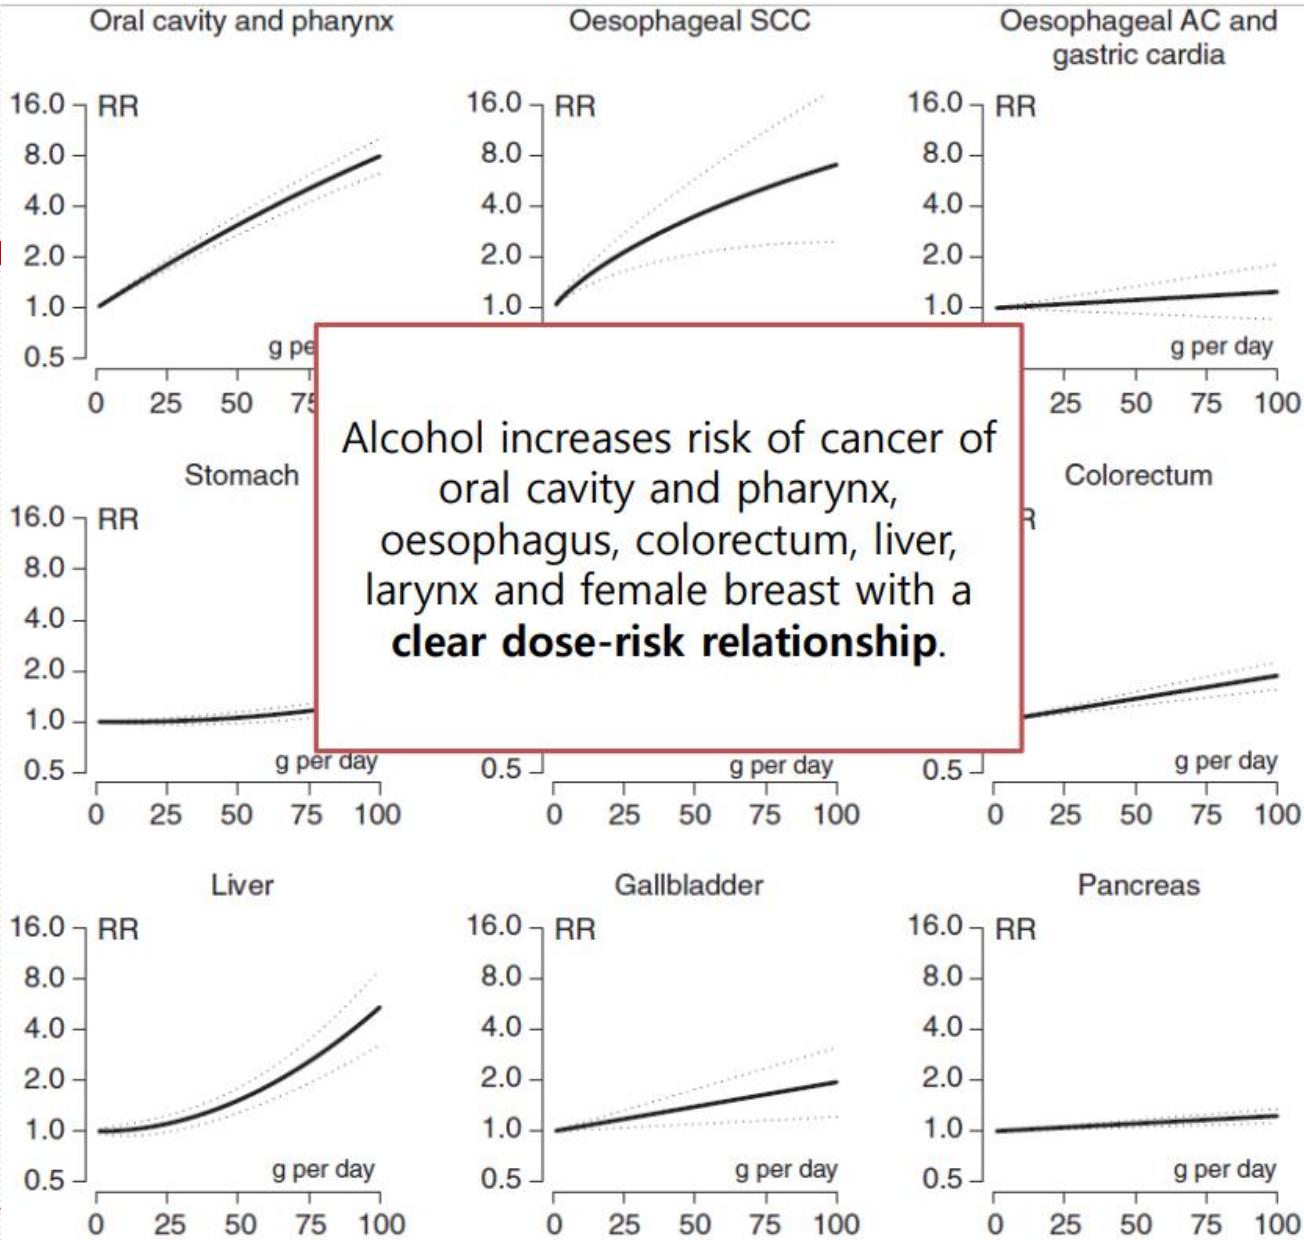 Oral cavity and pharynx
Oesophageal SCC
Oesophageal AC and
gastric cardia
16.0 RR
8.0
4.0
2.0
1.0
0.5
g pe
0 25 50 75
16.0 RR
8.0
4.0
2.0
1.0
16.0 RR
8.0
4.0
2.0
1.0
g per day
25 50 75 100
Alcohol increases risk of cancer of
oral cavity and pharynx,
oesophagus, colorectum, liver,
larynx and female breast with a
clear dose-risk relationship.
Stomach
16.0 RR
8.0
4.0
2.0
1.0
0.5
g per day
0 25 50 75 100
0.5
g per day
0 25 50 75 100
Colorectum
R
0.5
g per day
0 25 50 75 100
Liver
16.0 RR
8.0
4.0
2.0
1.0
0.5
g per day
0 25 50 75 100
Gallbladder
16.0 RR
8.0
4.0
2.0
1.0
0.5
g per day
0 25 50 75 100
Pancreas
16.0 RR
8.0
4.0
2.0
1.0
0.5
g per day
0 25 50 75 100